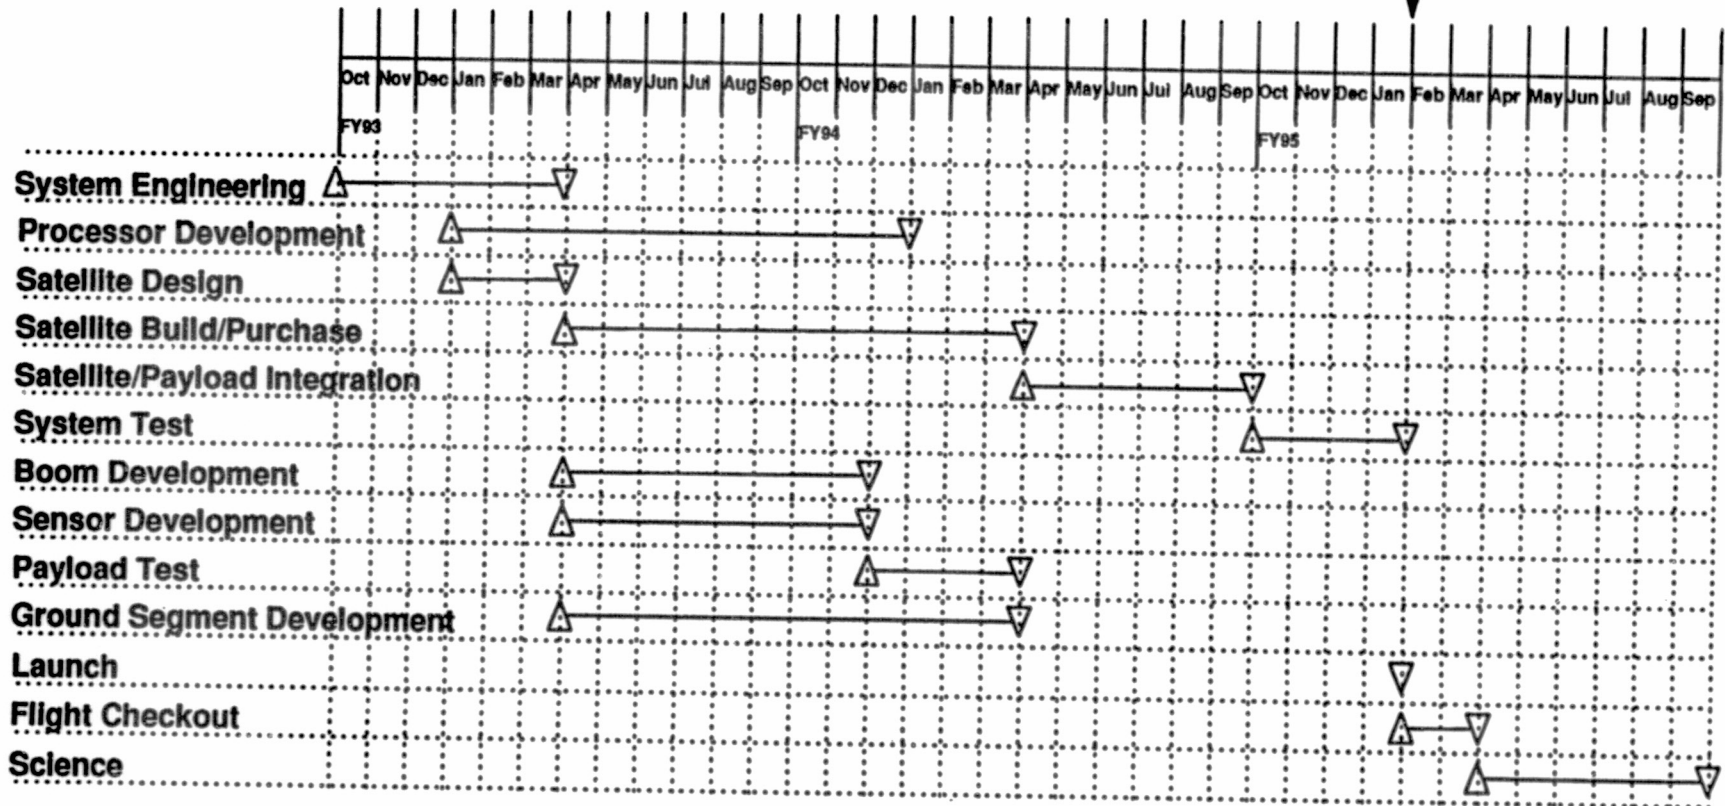 Oct Nov Dec Jan Feb Mar Apr May Jun Jul Aug Sep Oct Nov Dec Jan Feb Mar Apr May Jun Jul Aug Sep Oct Nov Dec Jan Feb Mar Apr May Jun Jul Aug Sep
FY93 FY94 FY95
System Engineering
Processor Development
Satellite Design
Satellite Build/Purchase
Satellite/Payload Integration
System Test
Boom Development
Sensor Development
Payload Test
Ground Segment Development
Launch
Flight Checkout
Science